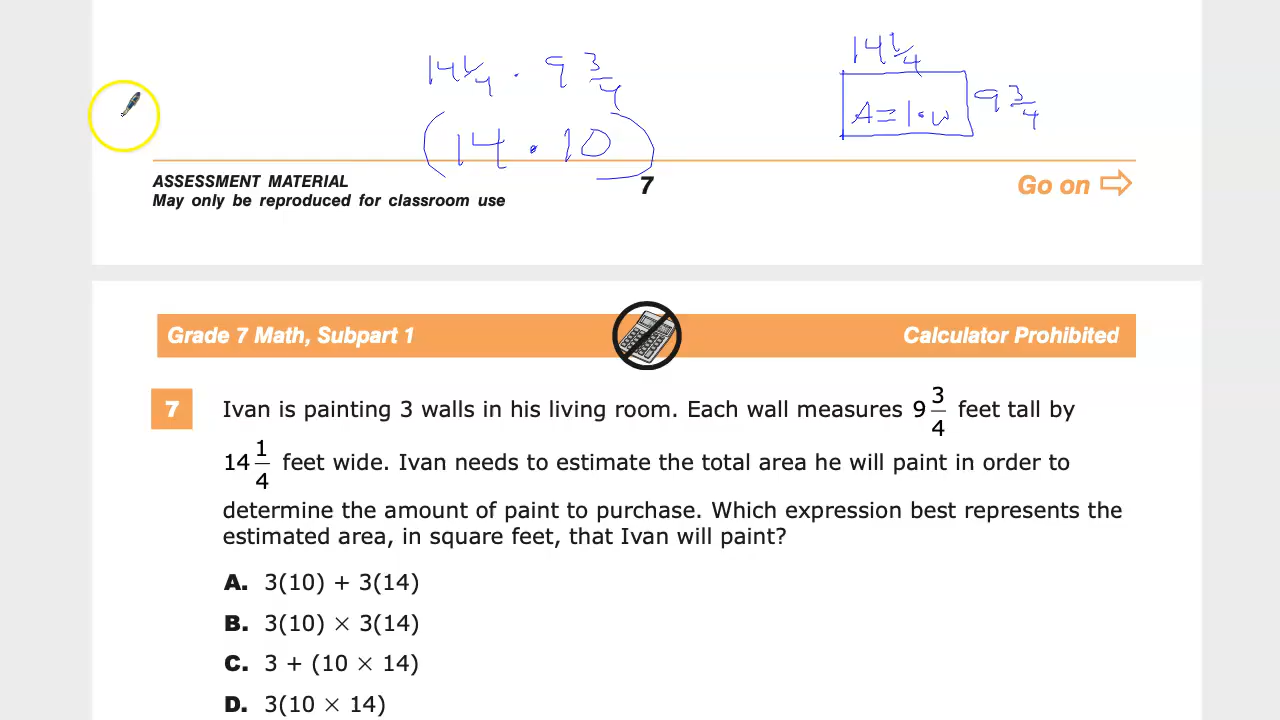 14 1/4 · 9 3/4
(14 · 10)
14 1/4
A = l · w
9 3/4
ASSESSMENT MATERIAL
May only be reproduced for classroom use
7
Go on
Grade 7 Math, Subpart 1
Calculator Prohibited
7
Ivan is painting 3 walls in his living room. Each wall measures 9 3/4 feet tall by
14 1/4 feet wide. Ivan needs to estimate the total area he will paint in order to
determine the amount of paint to purchase. Which expression best represents the
estimated area, in square feet, that Ivan will paint?
A. 3(10) + 3(14)
B. 3(10) × 3(14)
C. 3 + (10 × 14)
D. 3(10 × 14)